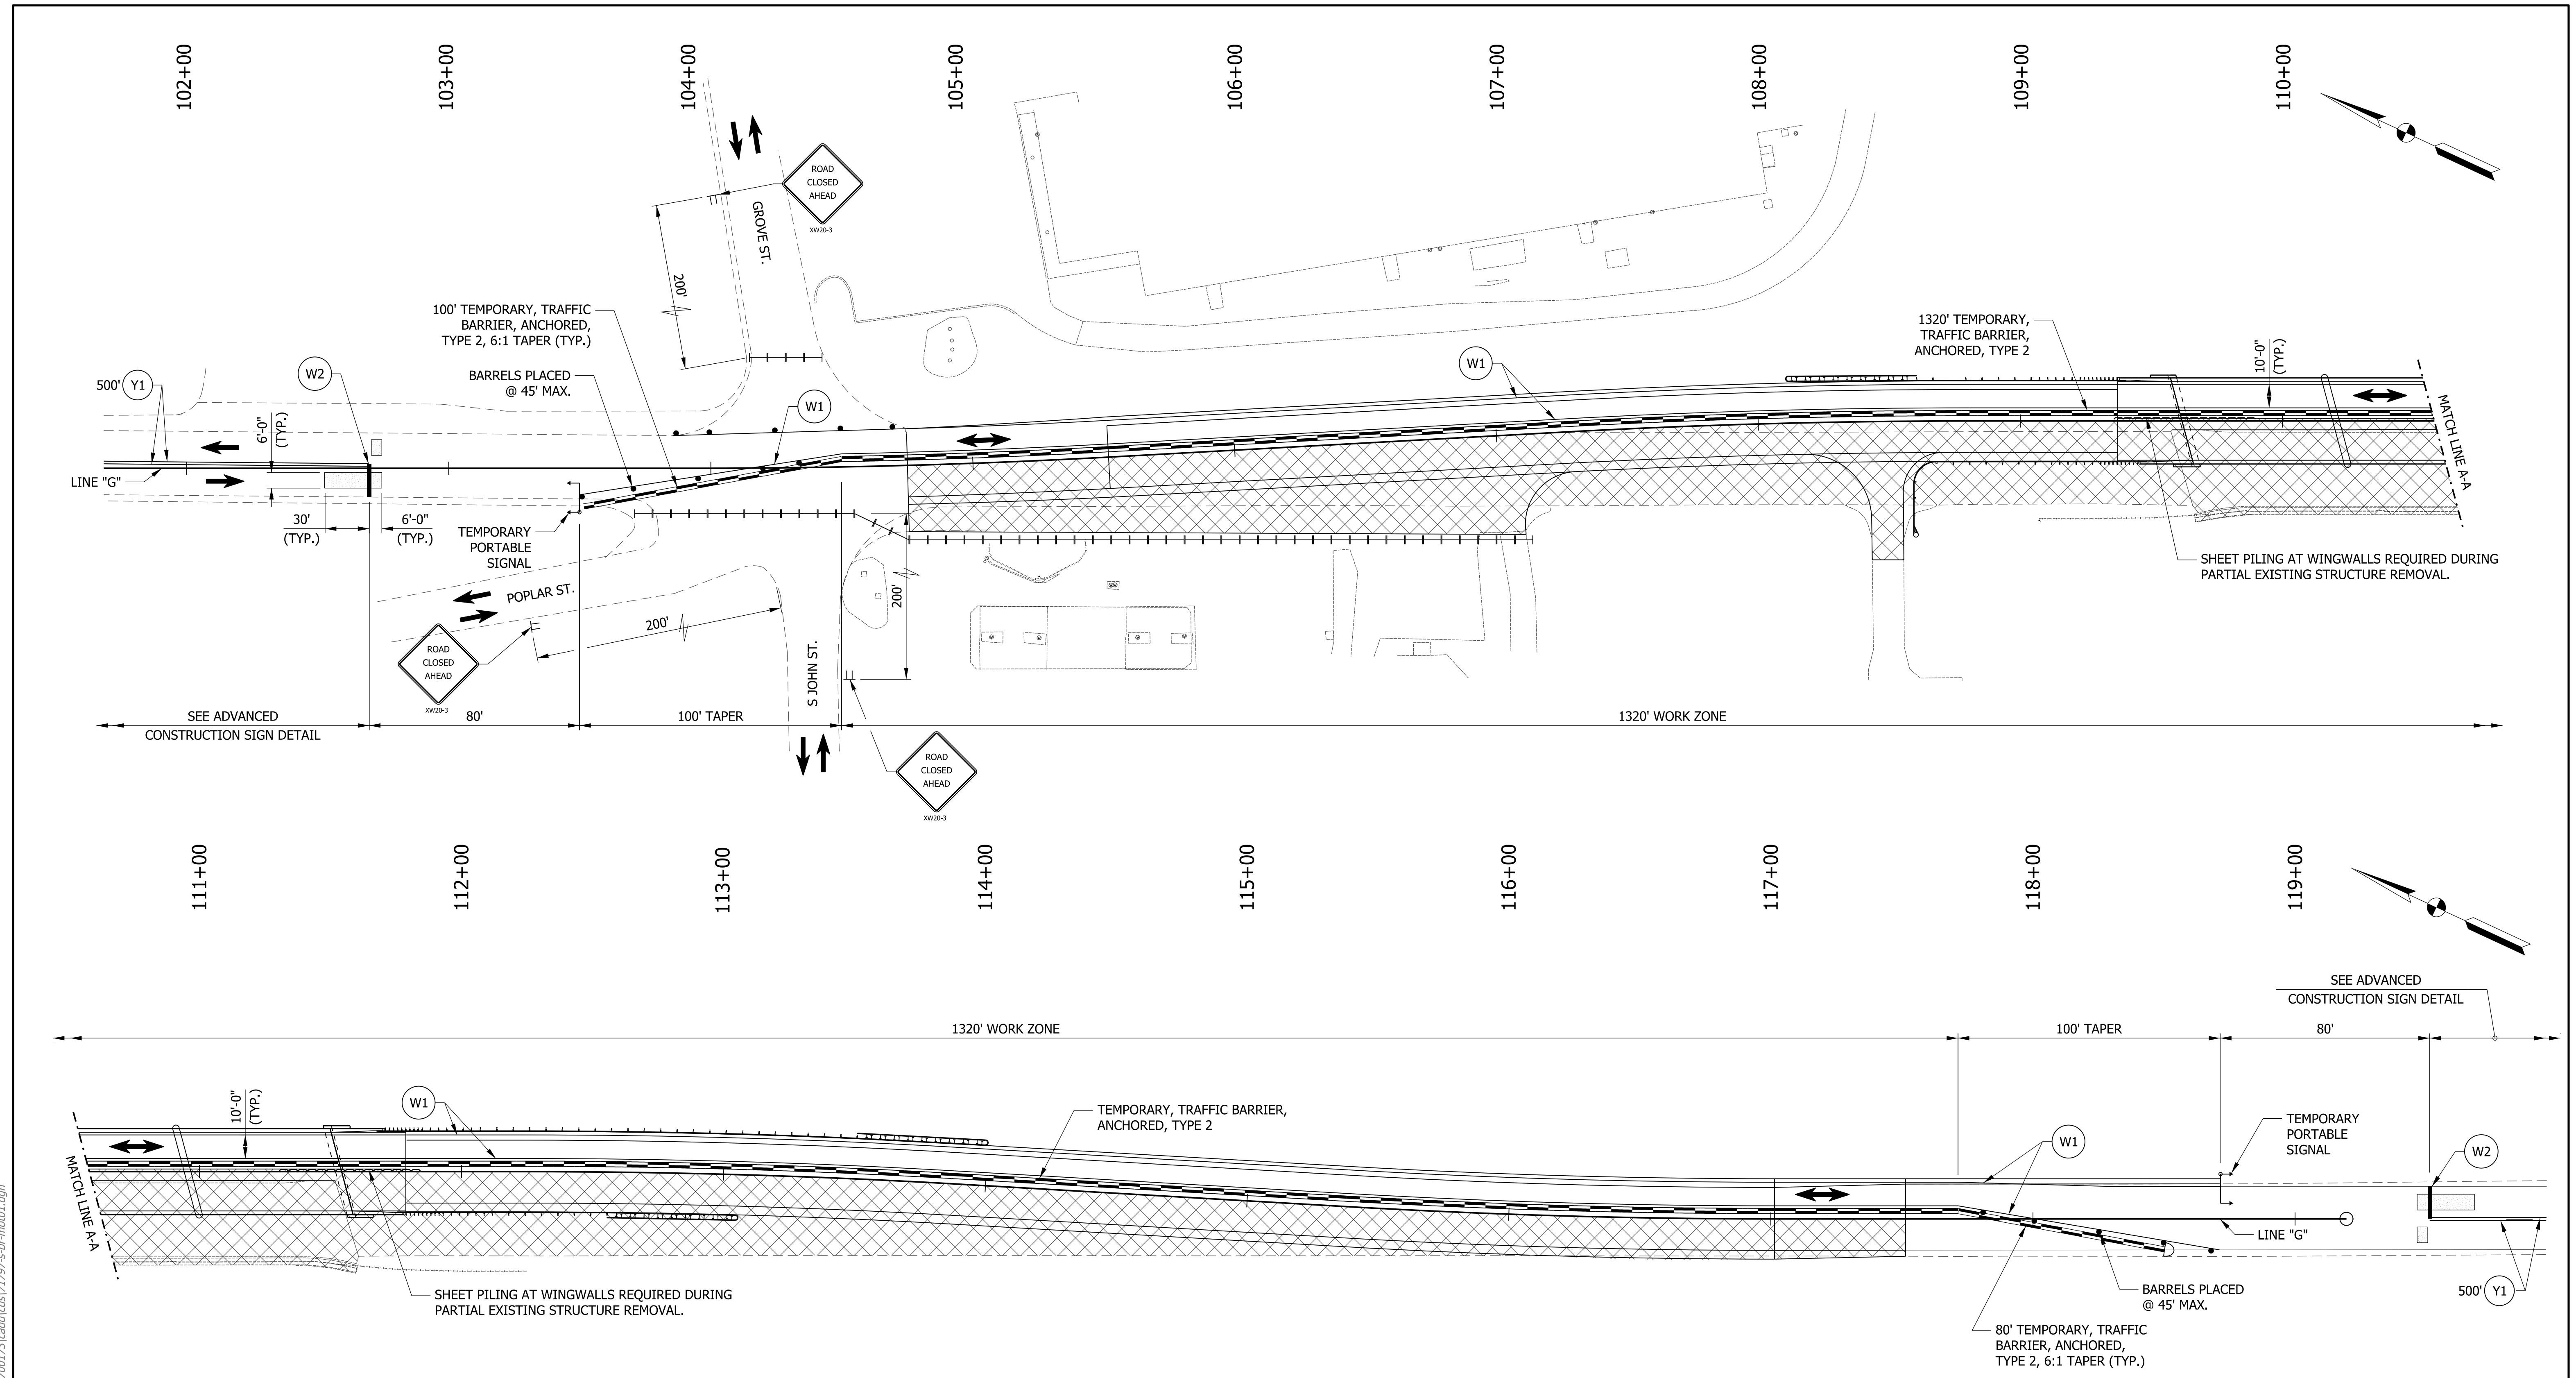 102+00
103+00
104+00
105+00
106+00
107+00
108+00
109+00
110+00
ROAD
CLOSED
AHEAD
XW20-3
GROVE ST.
200'
100' TEMPORARY, TRAFFIC
BARRIER, ANCHORED,
TYPE 2, 6:1 TAPER (TYP.)
BARRELS PLACED
@ 45' MAX.
W1
W2
500' Y1
6'-0"
(TYP.)
LINE "G"
30'
(TYP.)
6'-0"
(TYP.)
TEMPORARY
PORTABLE
SIGNAL
POPLAR ST.
200'
ROAD
CLOSED
AHEAD
XW20-3
S JOHN ST.
200'
ROAD
CLOSED
AHEAD
XW20-3
W1
1320' TEMPORARY,
TRAFFIC BARRIER,
ANCHORED, TYPE 2
10'-0"
(TYP.)
MATCH LINE A-A
SHEET PILING AT WINGWALLS REQUIRED DURING
PARTIAL EXISTING STRUCTURE REMOVAL.
SEE ADVANCED
CONSTRUCTION SIGN DETAIL
80'
100' TAPER
1320' WORK ZONE
111+00
112+00
113+00
114+00
115+00
116+00
117+00
118+00
119+00
SEE ADVANCED
CONSTRUCTION SIGN DETAIL
1320' WORK ZONE
100' TAPER
80'
10'-0"
(TYP.)
W1
TEMPORARY, TRAFFIC BARRIER,
ANCHORED, TYPE 2
W1
TEMPORARY
PORTABLE
SIGNAL
W2
MATCH LINE A-A
LINE "G"
SHEET PILING AT WINGWALLS REQUIRED DURING
PARTIAL EXISTING STRUCTURE REMOVAL.
BARRELS PLACED
@ 45' MAX.
500' Y1
80' TEMPORARY, TRAFFIC
BARRIER, ANCHORED,
TYPE 2, 6:1 TAPER (TYP.)